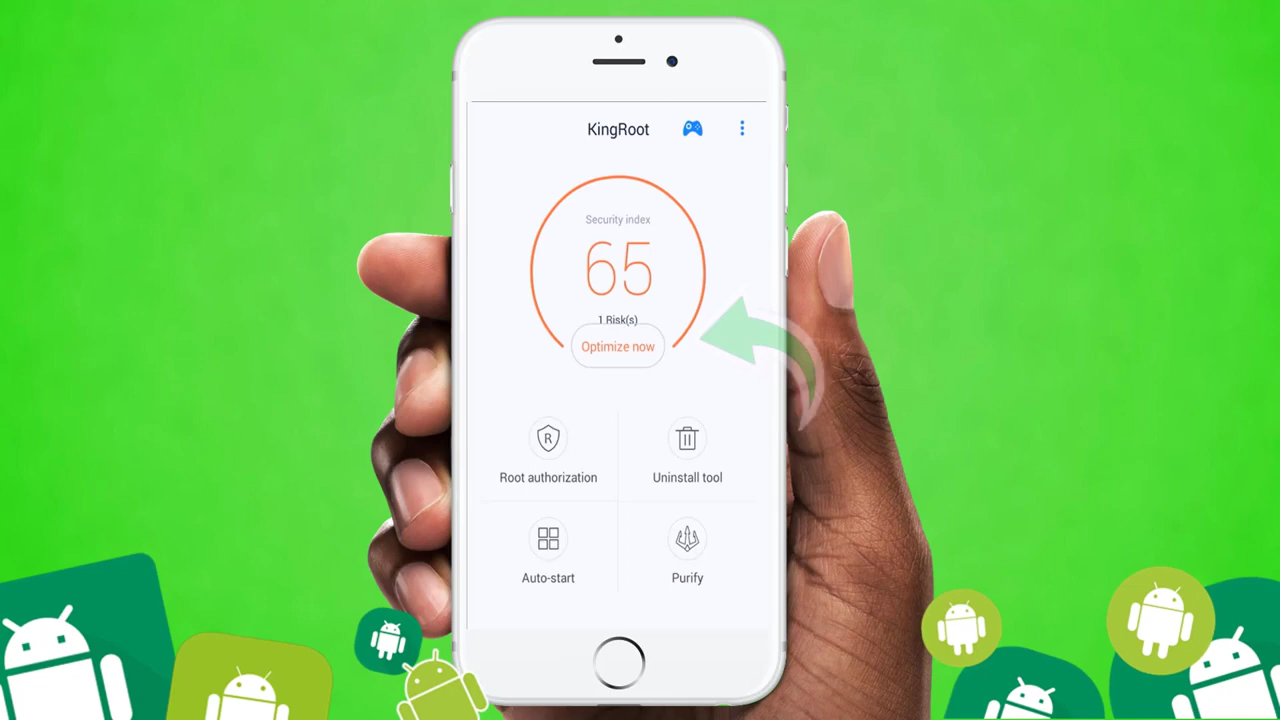 KingRoot
Security index
65
1 Risk(s)
Optimize now
R
Root authorization
Uninstall tool
Auto-start
Purify